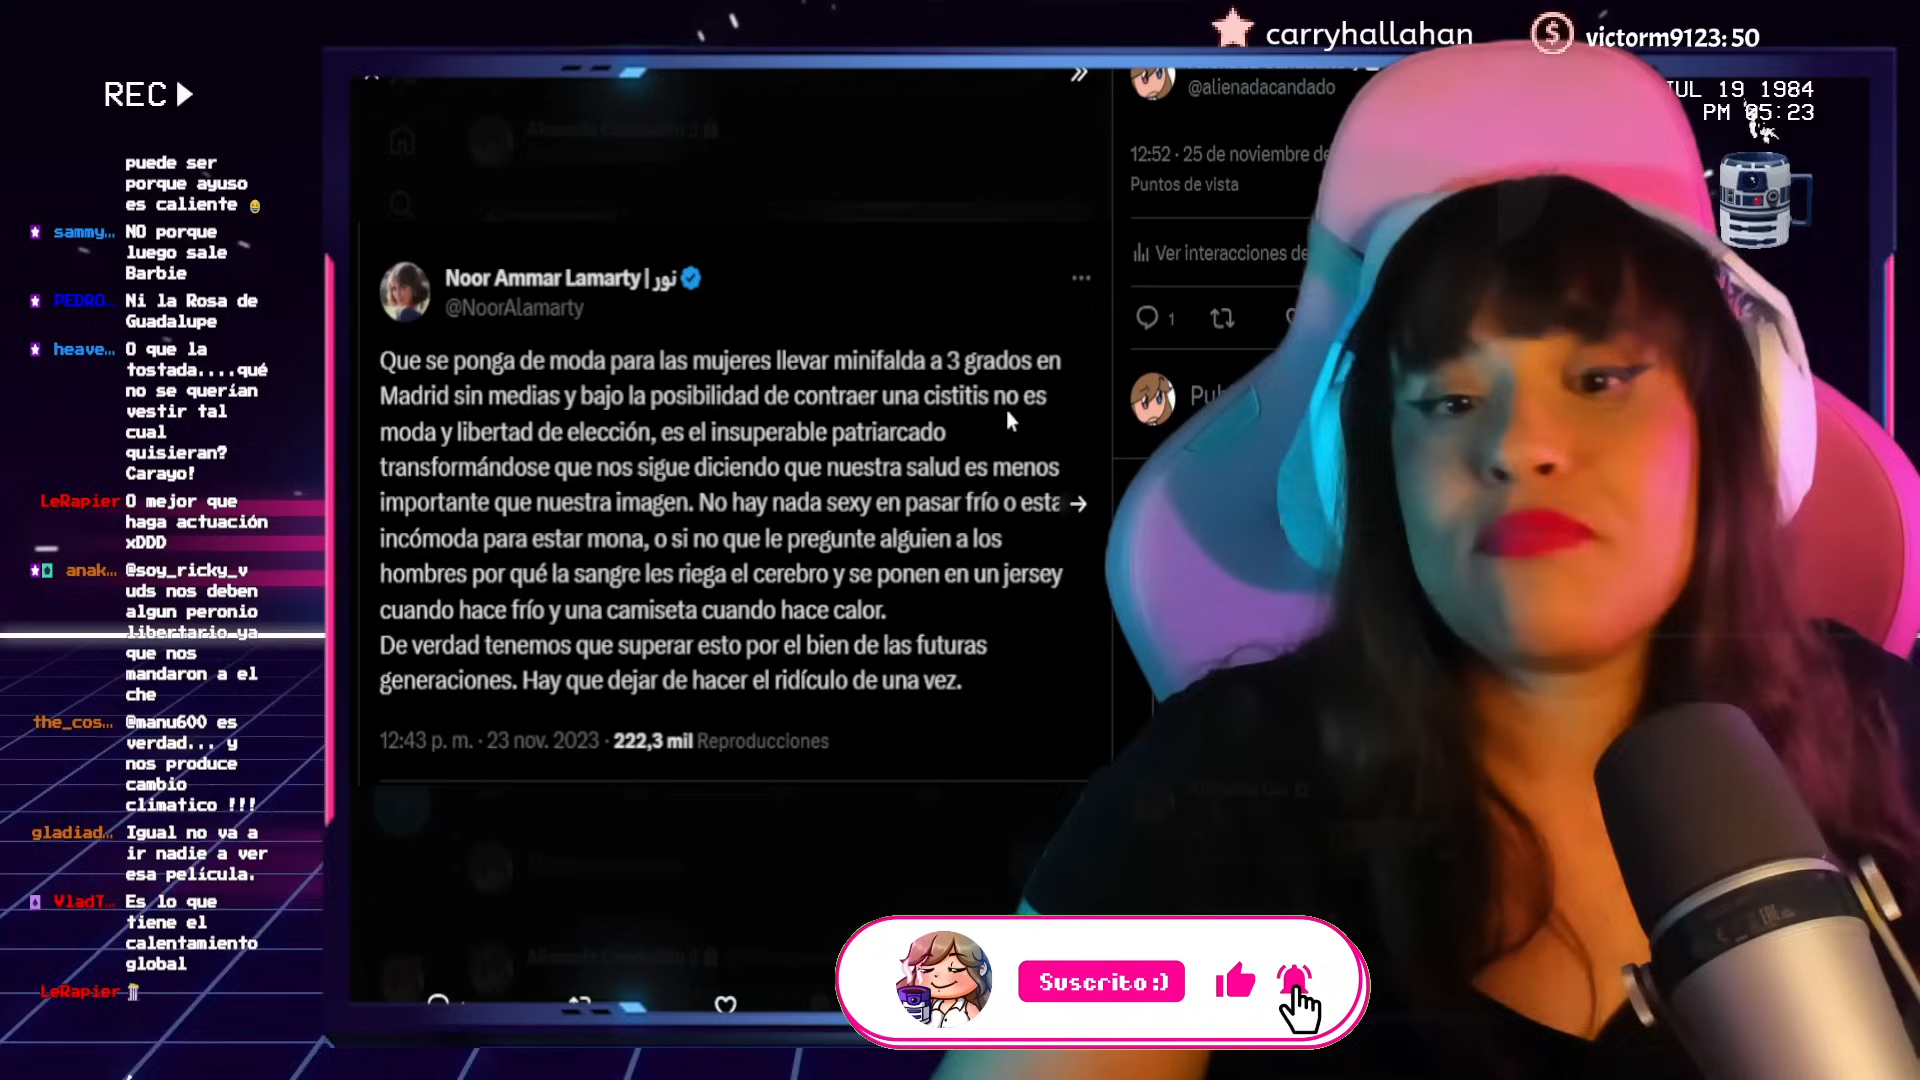 carryhallahan
victorm9123: 50
REC
UL 19 1984
PM 05:23
puede ser
porque ayuso
es caliente
sammy... NO porque
luego sale
Barbie
PEDRO... Ni la Rosa de
Guadalupe
heave... O que la
tostada....qué
no se querían
vestir tal
cual
quisieran?
Carayo!
LeRapier O mejor que
haga actuación
xDDD
anak... @soy_ricky_v
uds nos deben
algun peronio
libertario ya
que nos
mandaron a el
che
the_cos... @manu600 es
verdad... y
nos produce
cambio
climatico !!!
gladiad... Igual no va a
ir nadie a ver
esa película.
VladT... Es lo que
tiene el
calentamiento
global
LeRapier
Noor Ammar Lamarty | نور
@NoorAlamarty
Que se ponga de moda para las mujeres llevar minifalda a 3 grados en
Madrid sin medias y bajo la posibilidad de contraer una cistitis no es
moda y libertad de elección, es el insuperable patriarcado
transformándose que nos sigue diciendo que nuestra salud es menos
importante que nuestra imagen. No hay nada sexy en pasar frío o esta
incómoda para estar mona, o si no que le pregunte alguien a los
hombres por qué la sangre les riega el cerebro y se ponen en un jersey
cuando hace frío y una camiseta cuando hace calor.
De verdad tenemos que superar esto por el bien de las futuras
generaciones. Hay que dejar de hacer el ridículo de una vez.
12:43 p. m. · 23 nov. 2023 · 222,3 mil Reproducciones
@alienadacandado
12:52 · 25 de noviembre de
Puntos de vista
Ver interacciones de
1
Pu
Suscrito :)